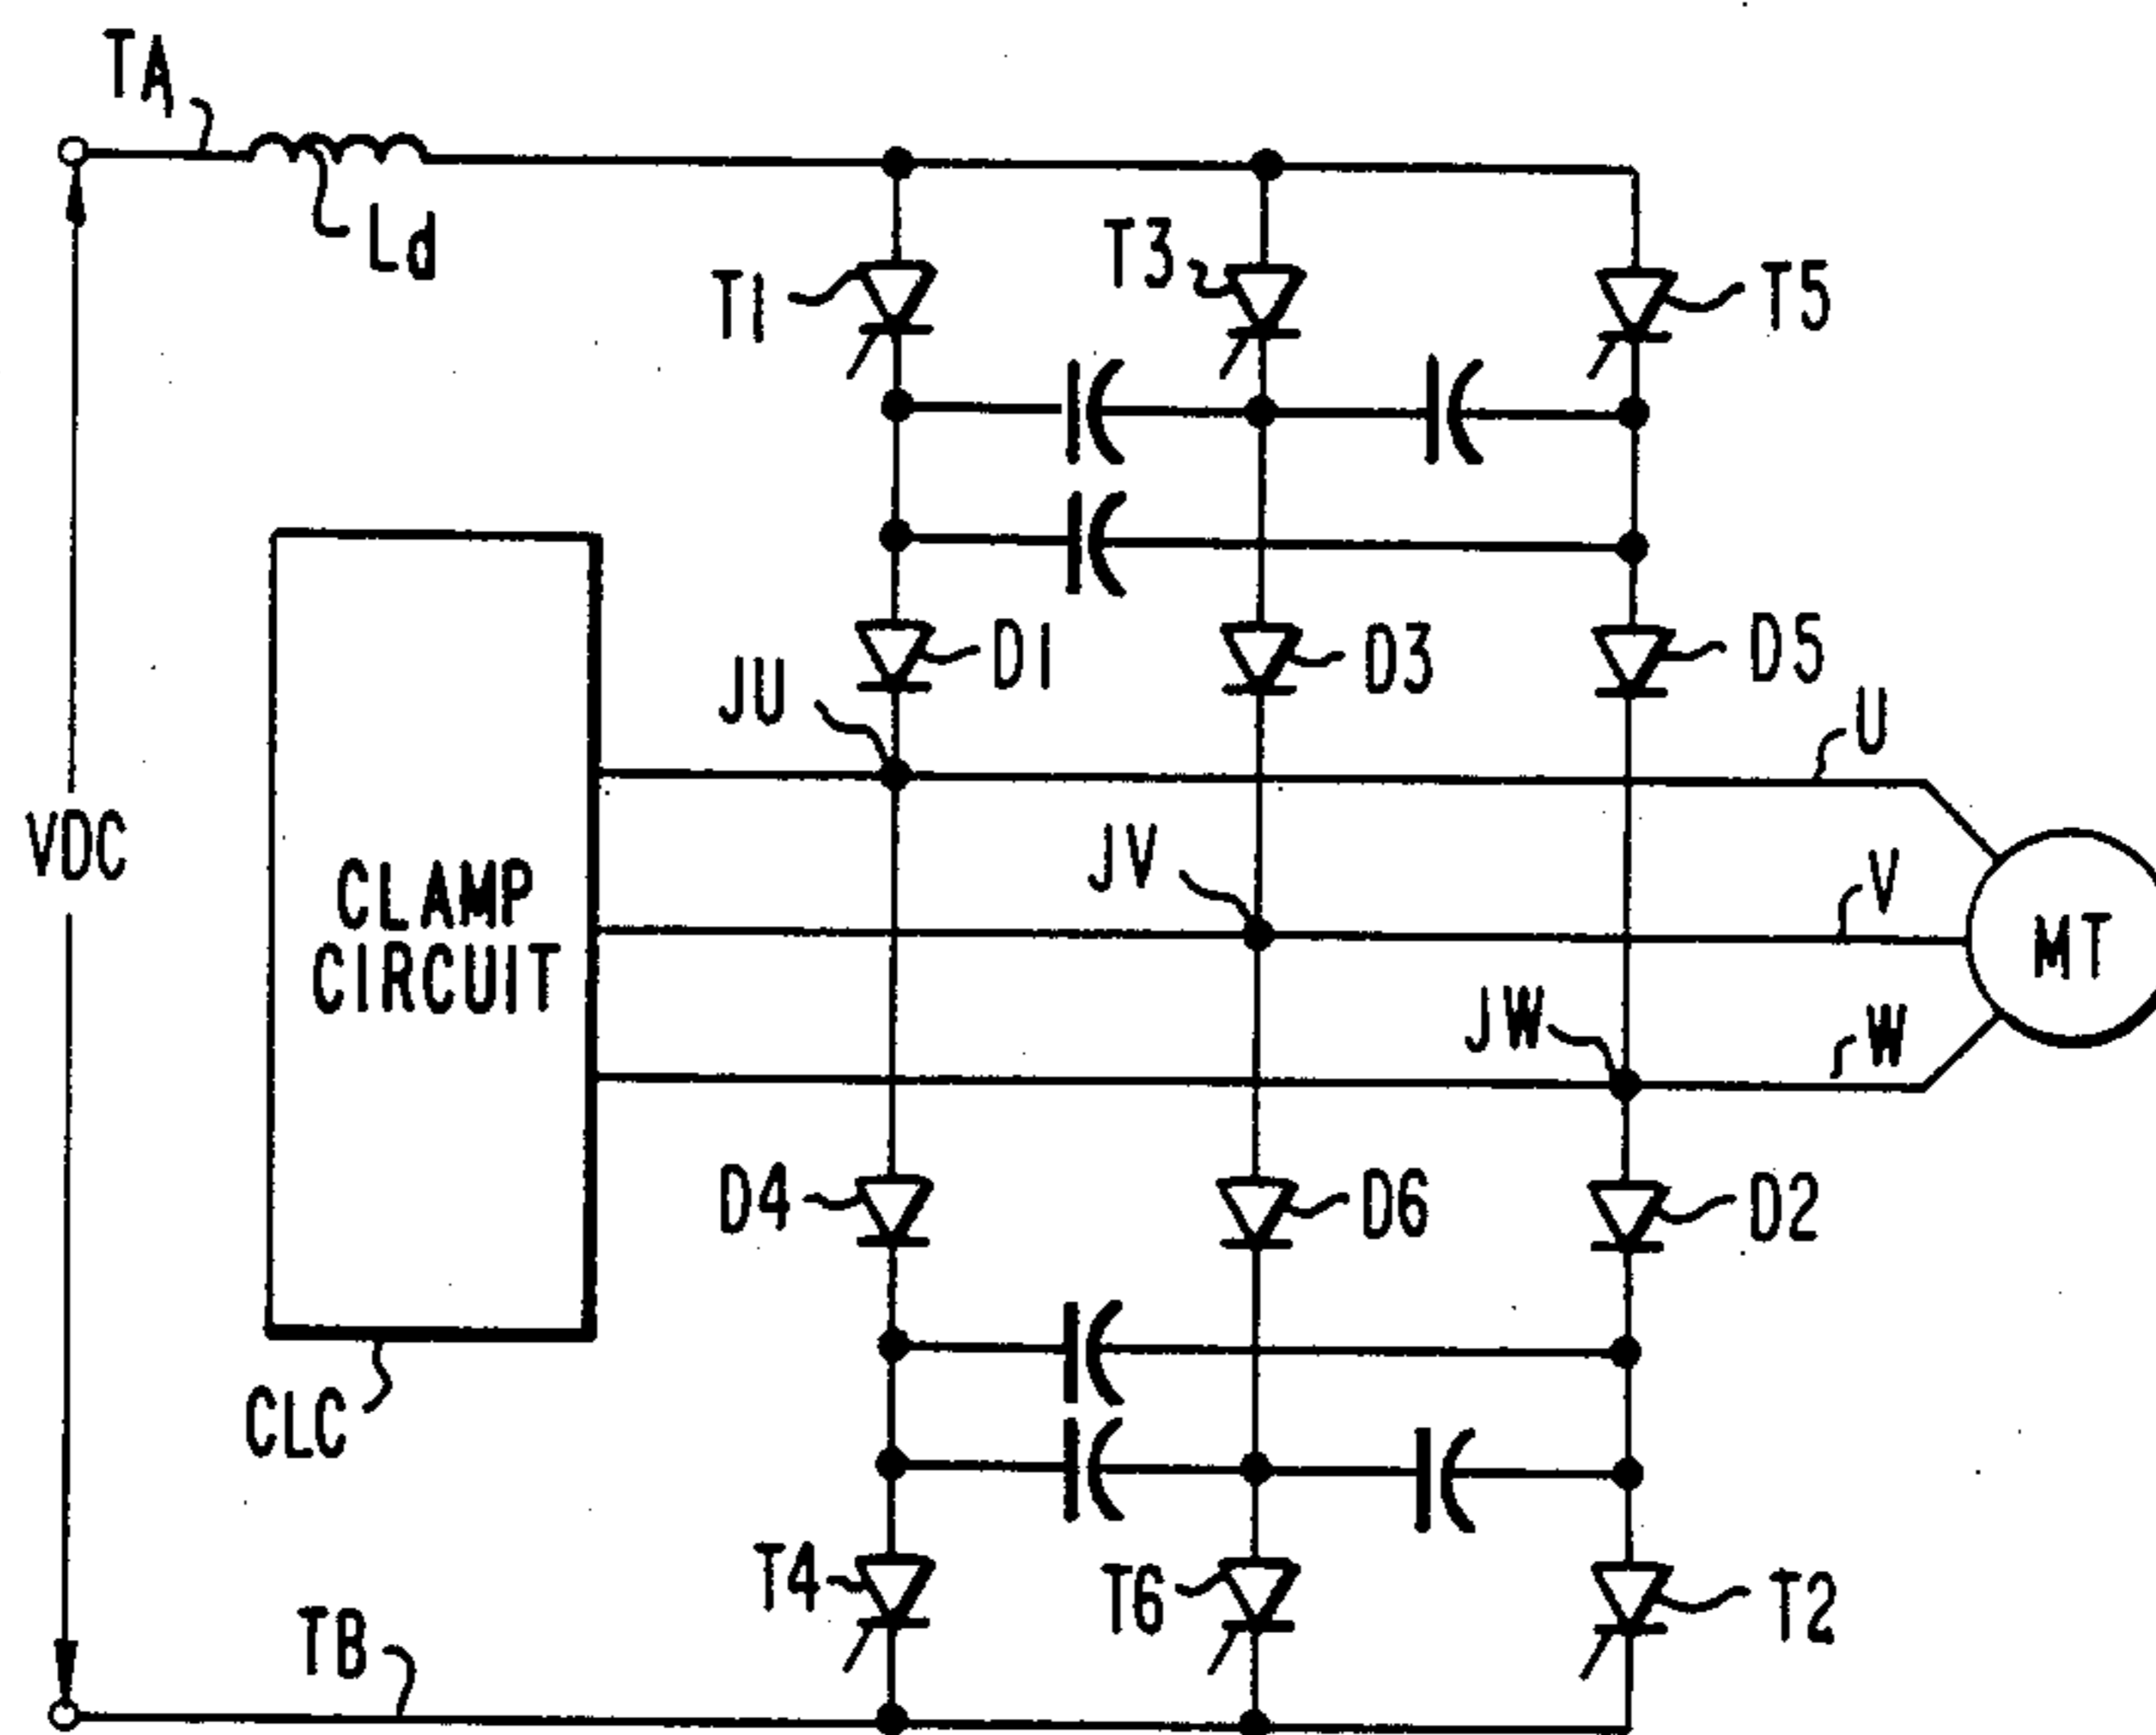 TA
Ld
T1
T3
T5
D1
D3
D5
JU
U
VDC
CLAMP
CIRCUIT
JV
V
MT
JW
W
D4
D6
D2
CLC
T4
T6
T2
TB